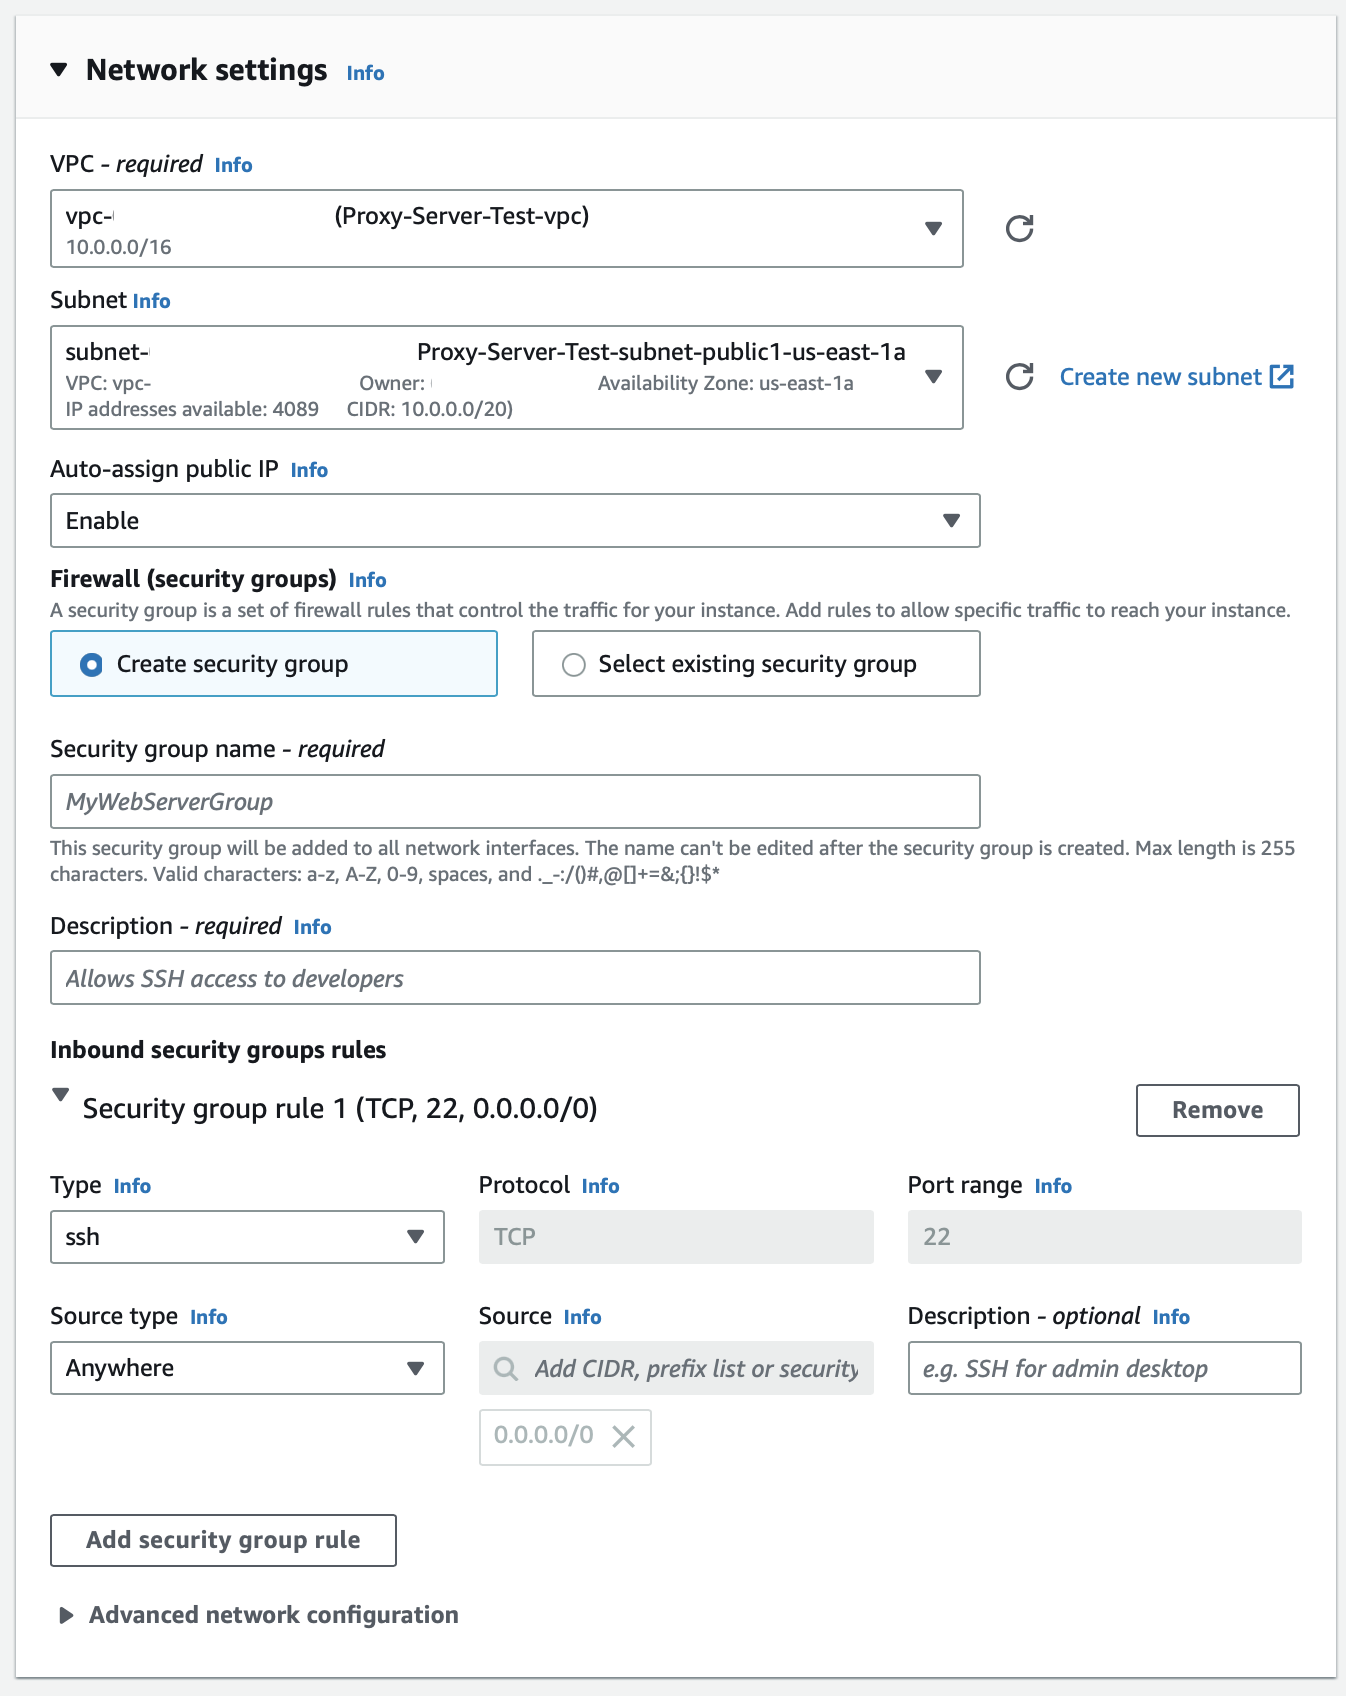 Network settings Info
VPC - required Info
vpc- (Proxy-Server-Test-vpc)
10.0.0.0/16
Subnet Info
subnet- Proxy-Server-Test-subnet-public1-us-east-1a
VPC: vpc- Owner: Availability Zone: us-east-1a
IP addresses available: 4089 CIDR: 10.0.0.0/20)
Create new subnet
Auto-assign public IP Info
Enable
Firewall (security groups) Info
A security group is a set of firewall rules that control the traffic for your instance. Add rules to allow specific traffic to reach your instance.
Create security group Select existing security group
Security group name - required
MyWebServerGroup
This security group will be added to all network interfaces. The name can't be edited after the security group is created. Max length is 255
characters. Valid characters: a-z, A-Z, 0-9, spaces, and ._-:/()#,@[]+=&;{}!$*
Description - required Info
Allows SSH access to developers
Inbound security groups rules
Security group rule 1 (TCP, 22, 0.0.0.0/0) Remove
Type Info Protocol Info Port range Info
ssh TCP 22
Source type Info Source Info Description - optional Info
Anywhere Add CIDR, prefix list or security e.g. SSH for admin desktop
0.0.0.0/0
Add security group rule
Advanced network configuration